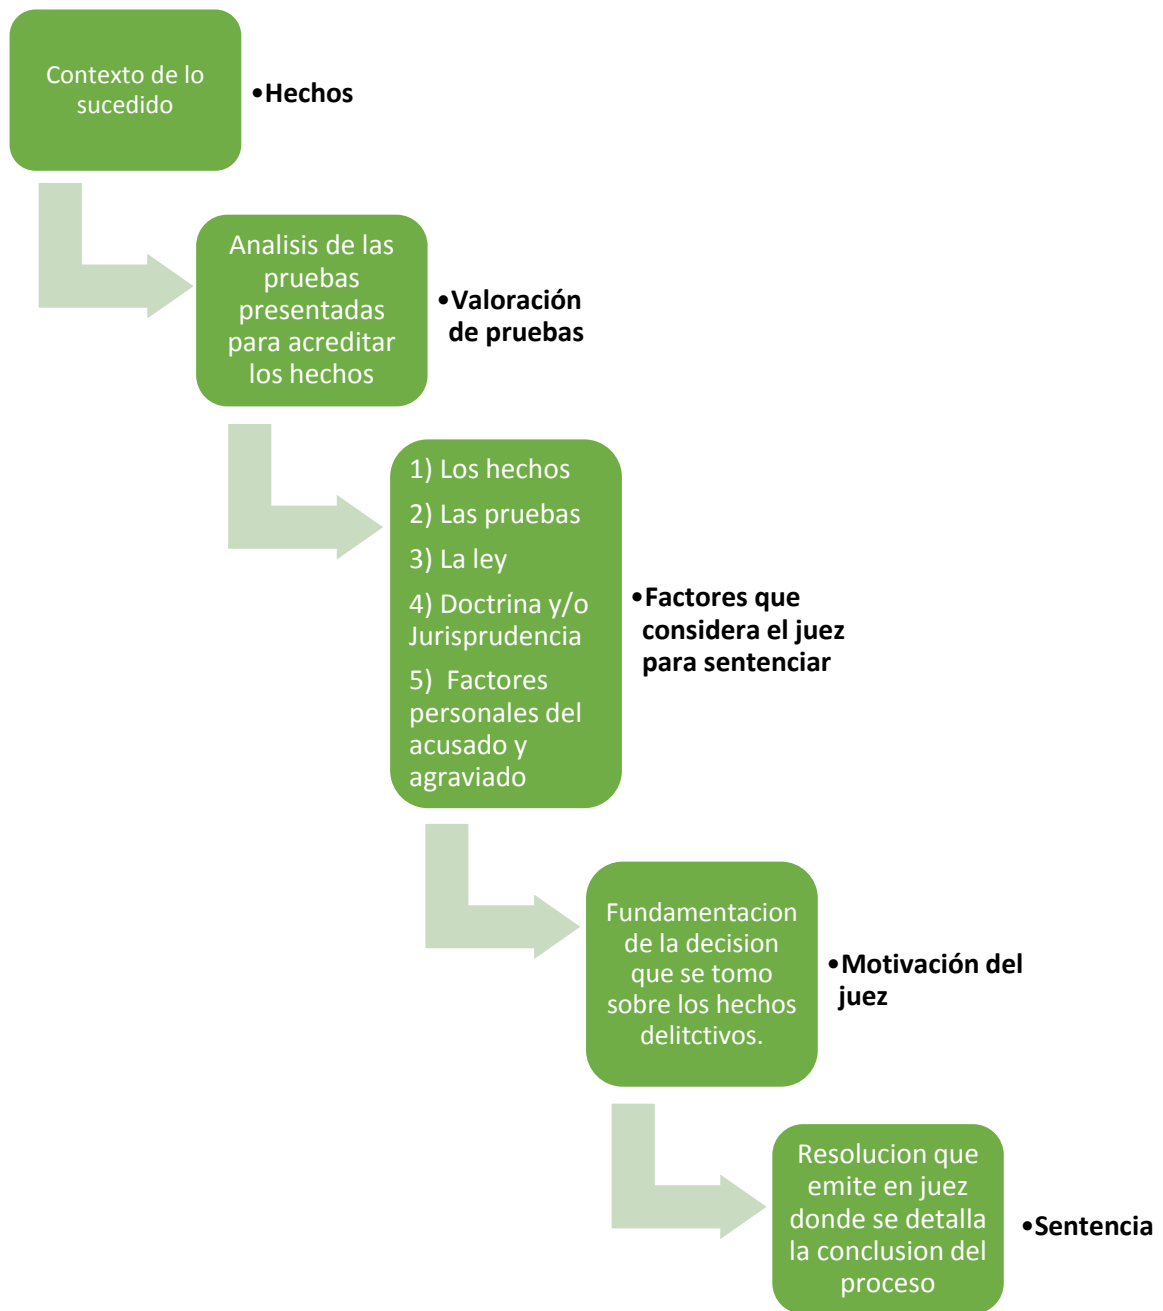 Contexto de lo
sucedido
•Hechos
Analisis de las
pruebas
presentadas
para acreditar
los hechos
•Valoración
de pruebas
1) Los hechos
2) Las pruebas
3) La ley
4) Doctrina y/o
Jurisprudencia
5)  Factores
personales del
acusado y
agraviado
•Factores que
considera el juez
para sentenciar
Fundamentacion
de la decision
que se tomo
sobre los hechos
delitctivos.
•Motivación del
juez
Resolucion que
emite en juez
donde se detalla
la conclusion del
proceso
•Sentencia